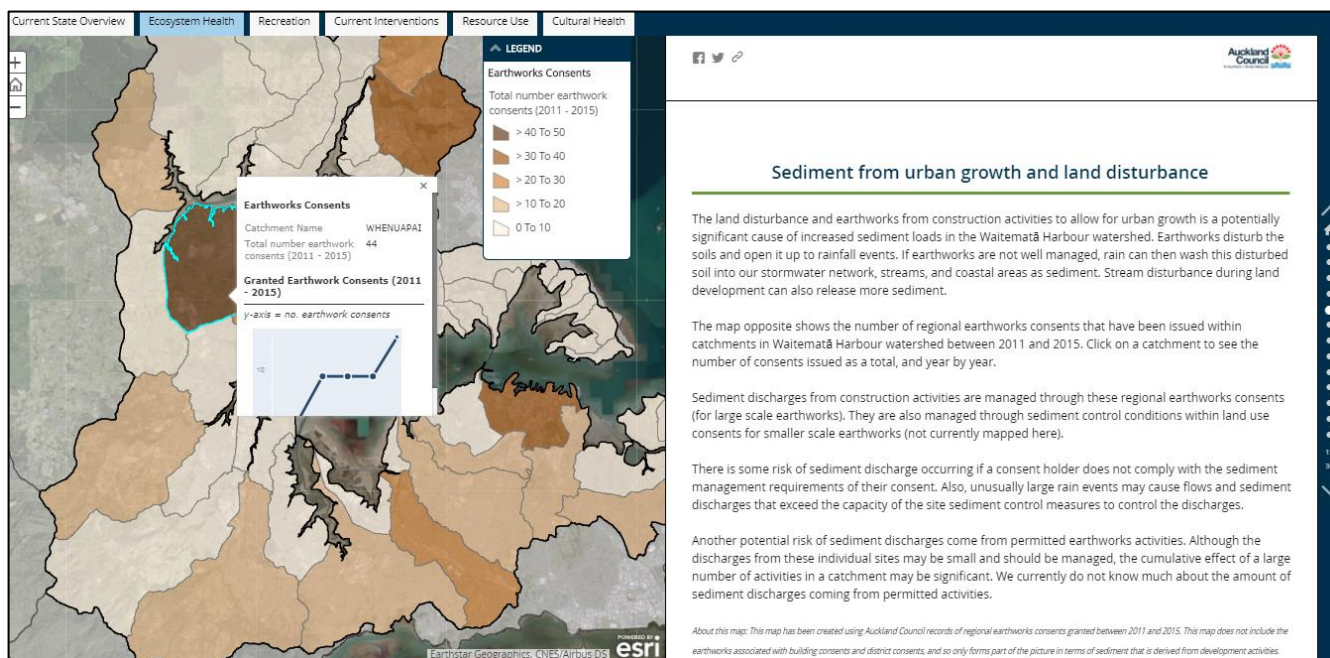 Current State Overview
Ecosystem Health
Recreation
Current Interventions
Resource Use
Cultural Health
LEGEND
Earthworks Consents
Total number earthwork
consents (2011 - 2015)
> 40 To 50
> 30 To 40
> 20 To 30
> 10 To 20
0 To 10
Earthworks Consents
Catchment Name WHENUAPAI
Total number earthwork 44
consents (2011 - 2015)
Granted Earthwork Consents (2011
- 2015)
y-axis = no. earthwork consents
10
POWERED BY
esri
Earthstar Geographics, CNES/Airbus DS
Auckland
Council
Sediment from urban growth and land disturbance
The land disturbance and earthworks from construction activities to allow for urban growth is a potentially
significant cause of increased sediment loads in the Waitematā Harbour watershed. Earthworks disturb the
soils and open it up to rainfall events. If earthworks are not well managed, rain can then wash this disturbed
soil into our stormwater network, streams, and coastal areas as sediment. Stream disturbance during land
development can also release more sediment.
The map opposite shows the number of regional earthworks consents that have been issued within
catchments in Waitematā Harbour watershed between 2011 and 2015. Click on a catchment to see the
number of consents issued as a total, and year by year.
Sediment discharges from construction activities are managed through these regional earthworks consents
(for large scale earthworks). They are also managed through sediment control conditions within land use
consents for smaller scale earthworks (not currently mapped here).
There is some risk of sediment discharge occurring if a consent holder does not comply with the sediment
management requirements of their consent. Also, unusually large rain events may cause flows and sediment
discharges that exceed the capacity of the site sediment control measures to control the discharges.
Another potential risk of sediment discharges come from permitted earthworks activities. Although the
discharges from these individual sites may be small and should be managed, the cumulative effect of a large
number of activities in a catchment may be significant. We currently do not know much about the amount of
sediment discharges coming from permitted activities.
About this map: This map has been created using Auckland Council records of regional earthworks consents granted between 2011 and 2015. This map does not include the
earthworks associated with building consents and district consents, and so only forms part of the picture in terms of sediment that is derived from development activities.